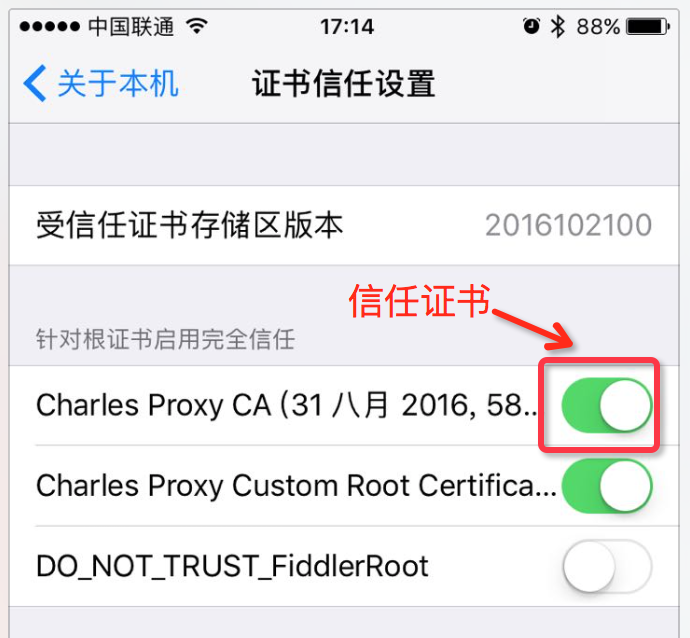 中国联通 17:14 88%
关于本机 证书信任设置
受信任证书存储区版本 2016102100
信任证书
针对根证书启用完全信任
Charles Proxy CA (31 八月 2016, 58...
Charles Proxy Custom Root Certifica...
DO_NOT_TRUST_FiddlerRoot